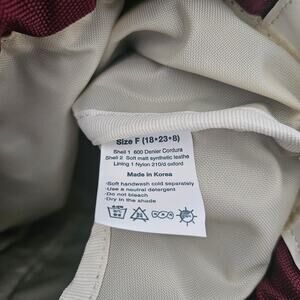 Size F (18•23•8)
Shell 1 600 Denier Cordura
Shell 2 Soft matt synthetic leathe
Lining 1 Nylon 210/d oxford
Made in Korea
·Soft handwash cold separately
·Use a neutral detergent
·Do not bleach
·Dry in the shade